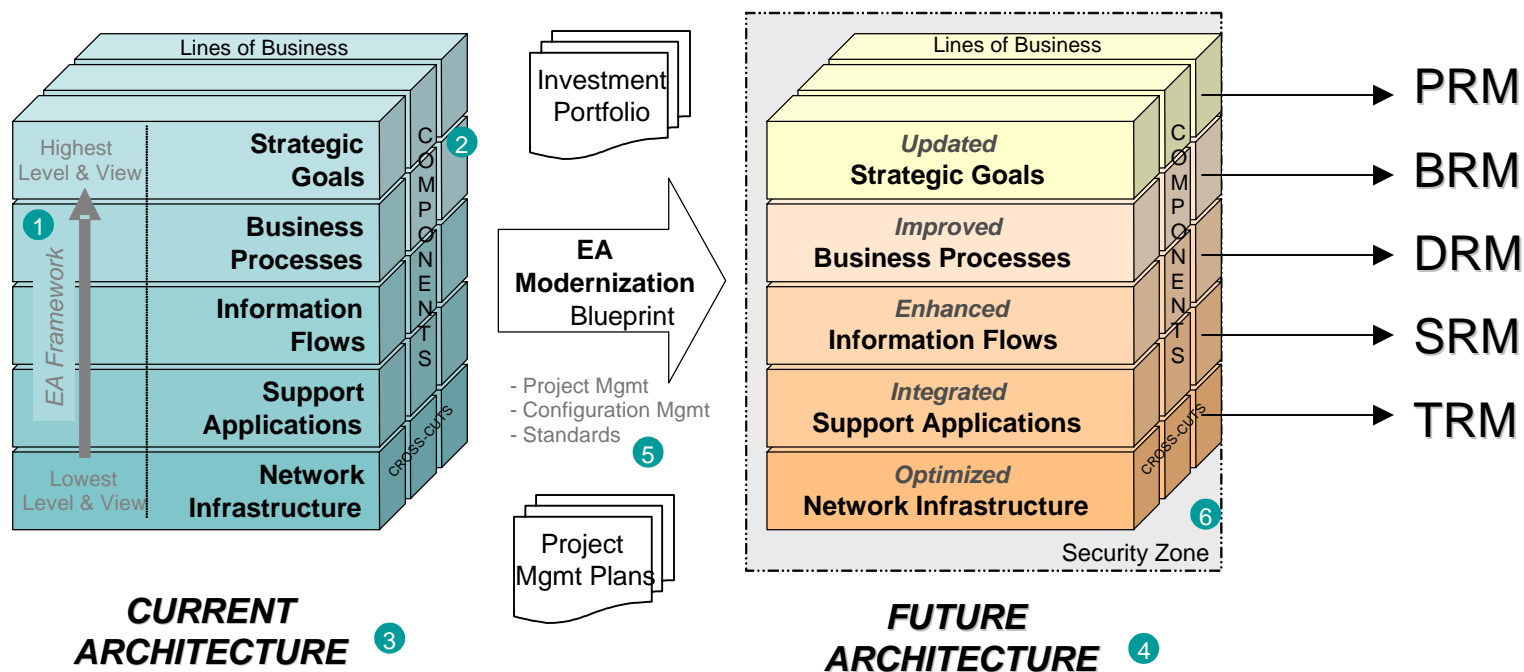 Lines of Business
Highest
Level & View
Strategic
Goals
COMPONENTS
2
1
EA Framework
Business
Processes
Information
Flows
Support
Applications
CROSS-CUTS
Lowest
Level & View
Network
Infrastructure
CURRENT
ARCHITECTURE
3
Investment
Portfolio
EA
Modernization
Blueprint
- Project Mgmt
- Configuration Mgmt
- Standards
5
Project
Mgmt Plans
Lines of Business
Updated
Strategic Goals
Improved
Business Processes
Enhanced
Information Flows
Integrated
Support Applications
Optimized
Network Infrastructure
COMPONENTS
CROSS-CUTS
6
Security Zone
FUTURE
ARCHITECTURE
4
PRM
BRM
DRM
SRM
TRM